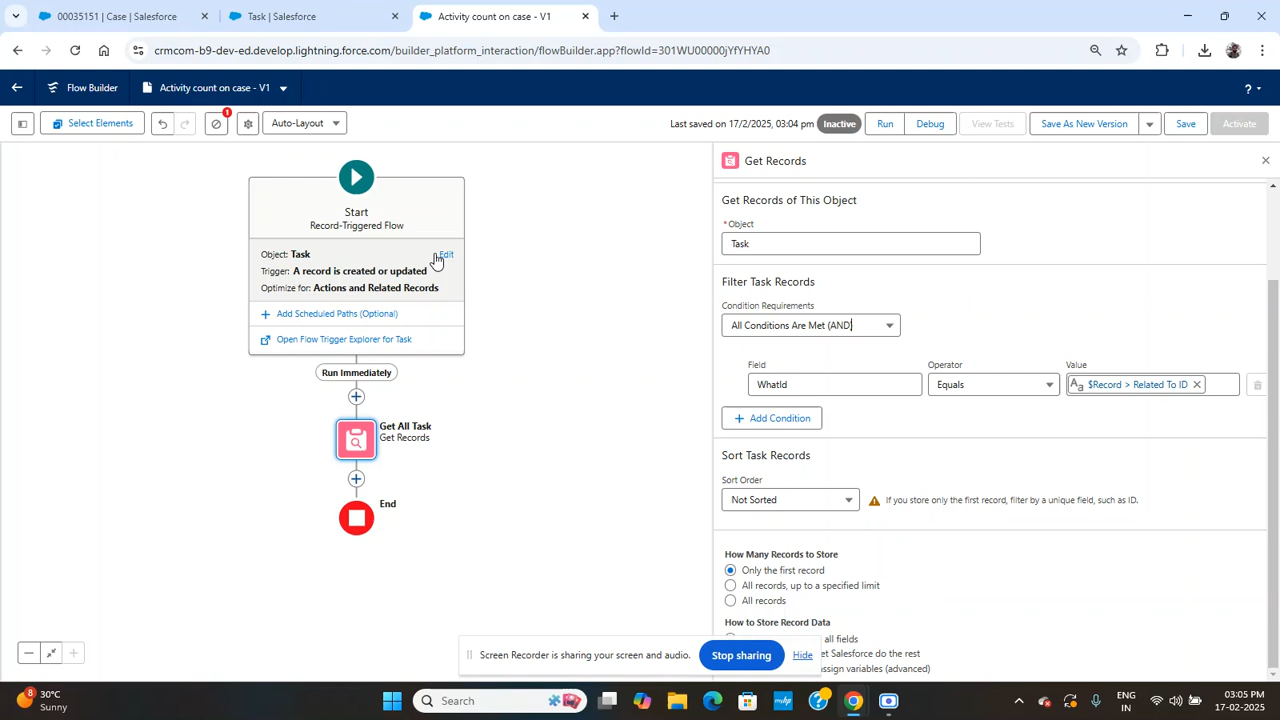 00035151 | Case | Salesforce
Task | Salesforce
Activity count on case - V1
crmcom-b9-dev-ed.develop.lightning.force.com/builder_platform_interaction/flowBuilder.app?flowId=301WU00000jYfYHYA0
Flow Builder
Activity count on case - V1
?
Select Elements
1
Auto-Layout
Last saved on 17/2/2025, 03:04 pm
Inactive
Run
Debug
View Tests
Save As New Version
Save
Activate
Start
Record-Triggered Flow
Object: Task
Edit
Trigger: A record is created or updated
Optimize for: Actions and Related Records
Add Scheduled Paths (Optional)
Open Flow Trigger Explorer for Task
Run Immediately
Get All Task
Get Records
End
Get Records
Get Records of This Object
*Object
Task
Filter Task Records
Condition Requirements
All Conditions Are Met (AND)
Field
Operator
Value
WhatId
Equals
$Record > Related To ID
Add Condition
Sort Task Records
Sort Order
Not Sorted
If you store only the first record, filter by a unique field, such as ID.
How Many Records to Store
Only the first record
All records, up to a specified limit
All records
How to Store Record Data
all fields
et Salesforce do the rest
assign variables (advanced)
Screen Recorder is sharing your screen and audio.
Stop sharing
Hide
30°C
Sunny
Search
ENG
IN
03:05 PM
17-02-2025